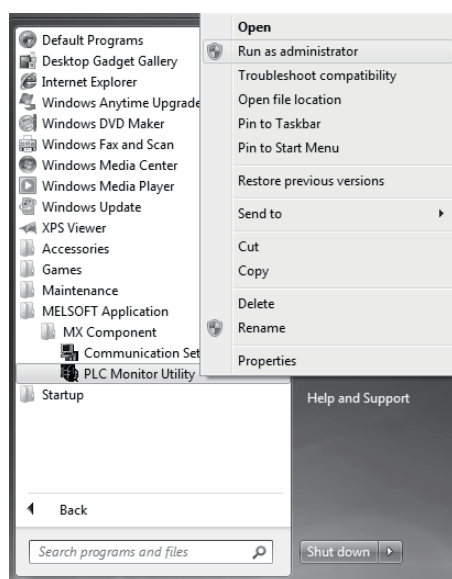 Default Programs
Desktop Gadget Gallery
Internet Explorer
Windows Anytime Upgrade
Windows DVD Maker
Windows Fax and Scan
Windows Media Center
Windows Media Player
Windows Update
XPS Viewer
Accessories
Games
Maintenance
MELSOFT Application
MX Component
Communication Set
PLC Monitor Utility
Startup
Back
Search programs and files
Open
Run as administrator
Troubleshoot compatibility
Open file location
Pin to Taskbar
Pin to Start Menu
Restore previous versions
Send to
Cut
Copy
Delete
Rename
Properties
Help and Support
Shut down